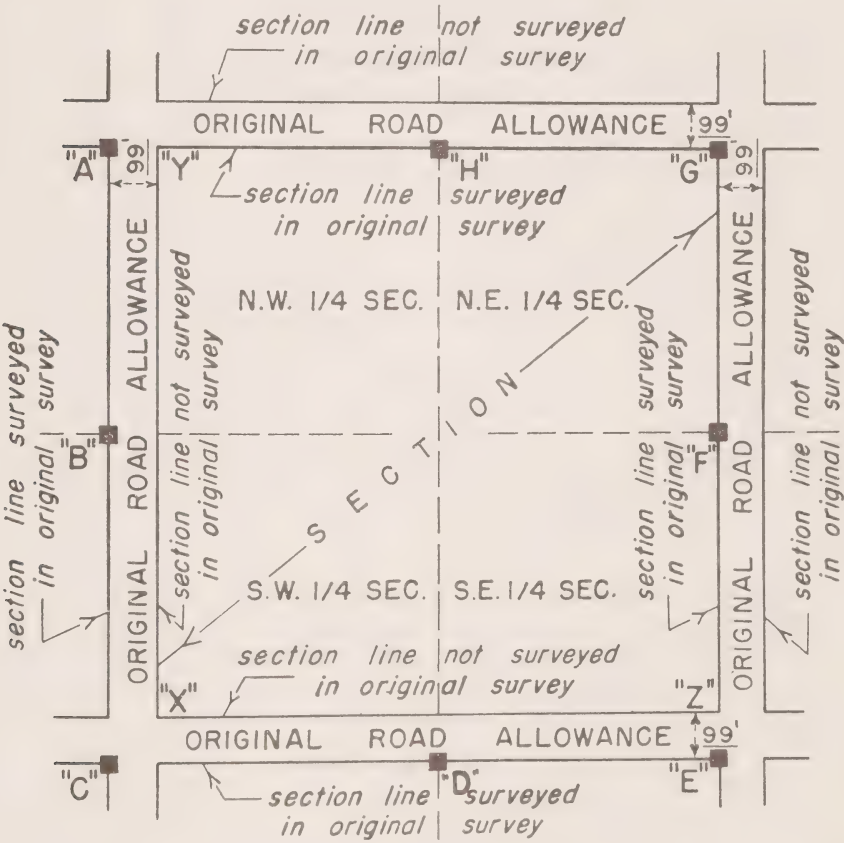 section line not surveyed
in original survey
ORIGINAL ROAD ALLOWANCE 99'
"A" 99' "Y" "H" "G" 99'
section line surveyed
in original survey
N.W. 1/4 SEC. N.E. 1/4 SEC.
section line surveyed
in original survey
ORIGINAL ROAD ALLOWANCE
section line not surveyed
in original survey
section line surveyed
in original survey
ORIGINAL ROAD ALLOWANCE
section line not surveyed
in original survey
"B" "F"
SECTION
S.W. 1/4 SEC. S.E. 1/4 SEC.
section line not surveyed
in original survey
"X" "Z"
ORIGINAL ROAD ALLOWANCE 99'
"C" "D" "E"
section line not surveyed
in original survey